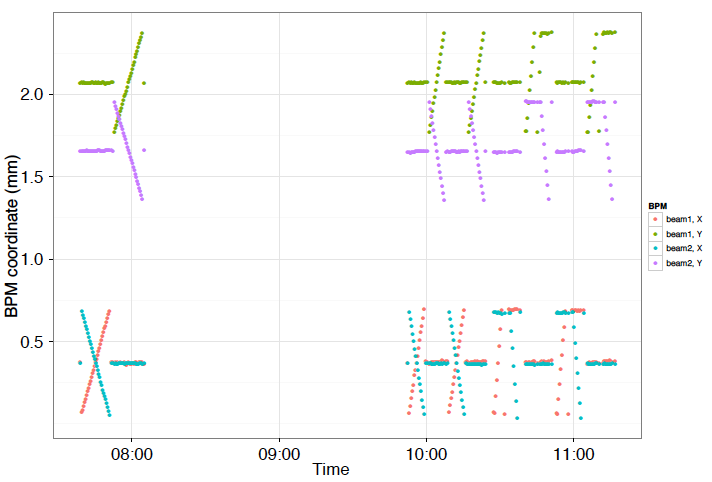 BPM coordinate (mm)
2.0
1.5
1.0
0.5
08:00
09:00
10:00
11:00
Time
BPM
beam1, X
beam1, Y
beam2, X
beam2, Y